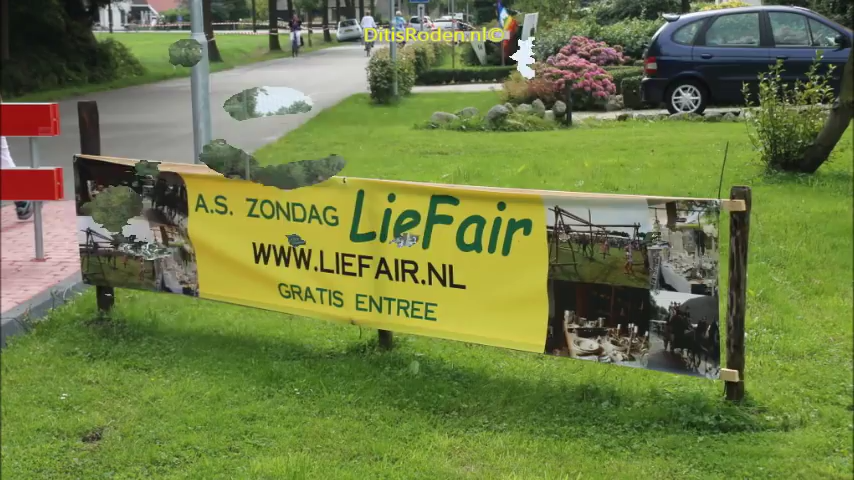 DitisRoden.nl©
A.S. ZONDAG LieFair
WWW.LIEFAIR.NL
GRATIS ENTREE